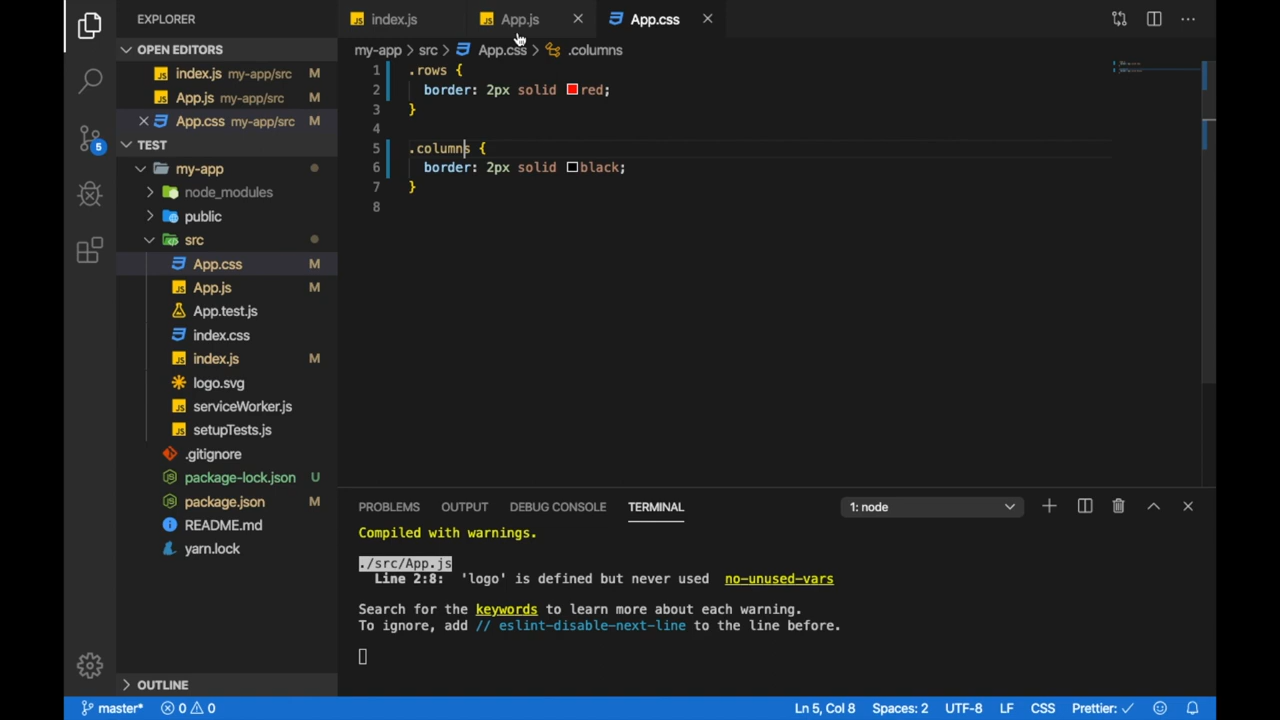 EXPLORER
index.js
App.js
App.css
OPEN EDITORS
my-app > src > App.css > .columns
index.js my-app/src M
App.js my-app/src M
App.css my-app/src M
TEST
my-app
node_modules
public
src
App.css M
App.js M
App.test.js
index.css
index.js M
logo.svg
serviceWorker.js
setupTests.js
.gitignore
package-lock.json U
package.json M
README.md
yarn.lock
OUTLINE
5
1 .rows {
2 border: 2px solid red;
3 }
4
5 .columns {
6 border: 2px solid black;
7 }
8
PROBLEMS OUTPUT DEBUG CONSOLE TERMINAL 1: node
Compiled with warnings.
./src/App.js
Line 2:8: 'logo' is defined but never used no-unused-vars
Search for the keywords to learn more about each warning.
To ignore, add // eslint-disable-next-line to the line before.
master* 0 0 Ln 5, Col 8 Spaces: 2 UTF-8 LF CSS Prettier: ✓